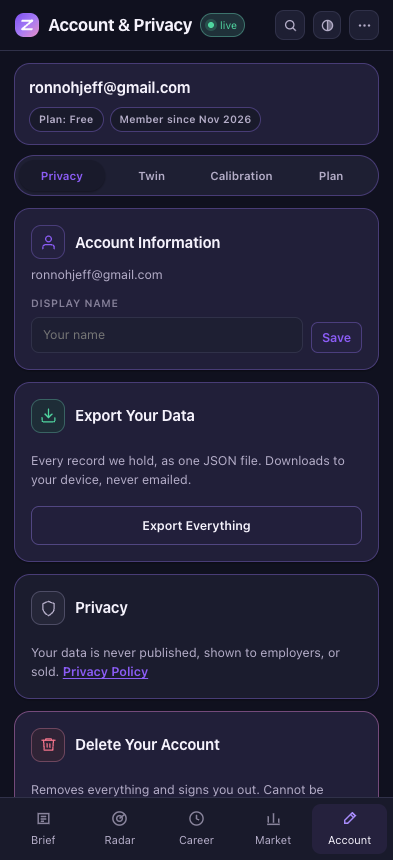 Account & Privacy
live
ronnohjeff@gmail.com
Plan: Free
Member since Nov 2026
Privacy
Twin
Calibration
Plan
Account Information
ronnohjeff@gmail.com
DISPLAY NAME
Your name
Save
Export Your Data
Every record we hold, as one JSON file. Downloads to
your device, never emailed.
Export Everything
Privacy
Your data is never published, shown to employers, or
sold. Privacy Policy
Delete Your Account
Removes everything and signs you out. Cannot be
Brief
Radar
Career
Market
Account